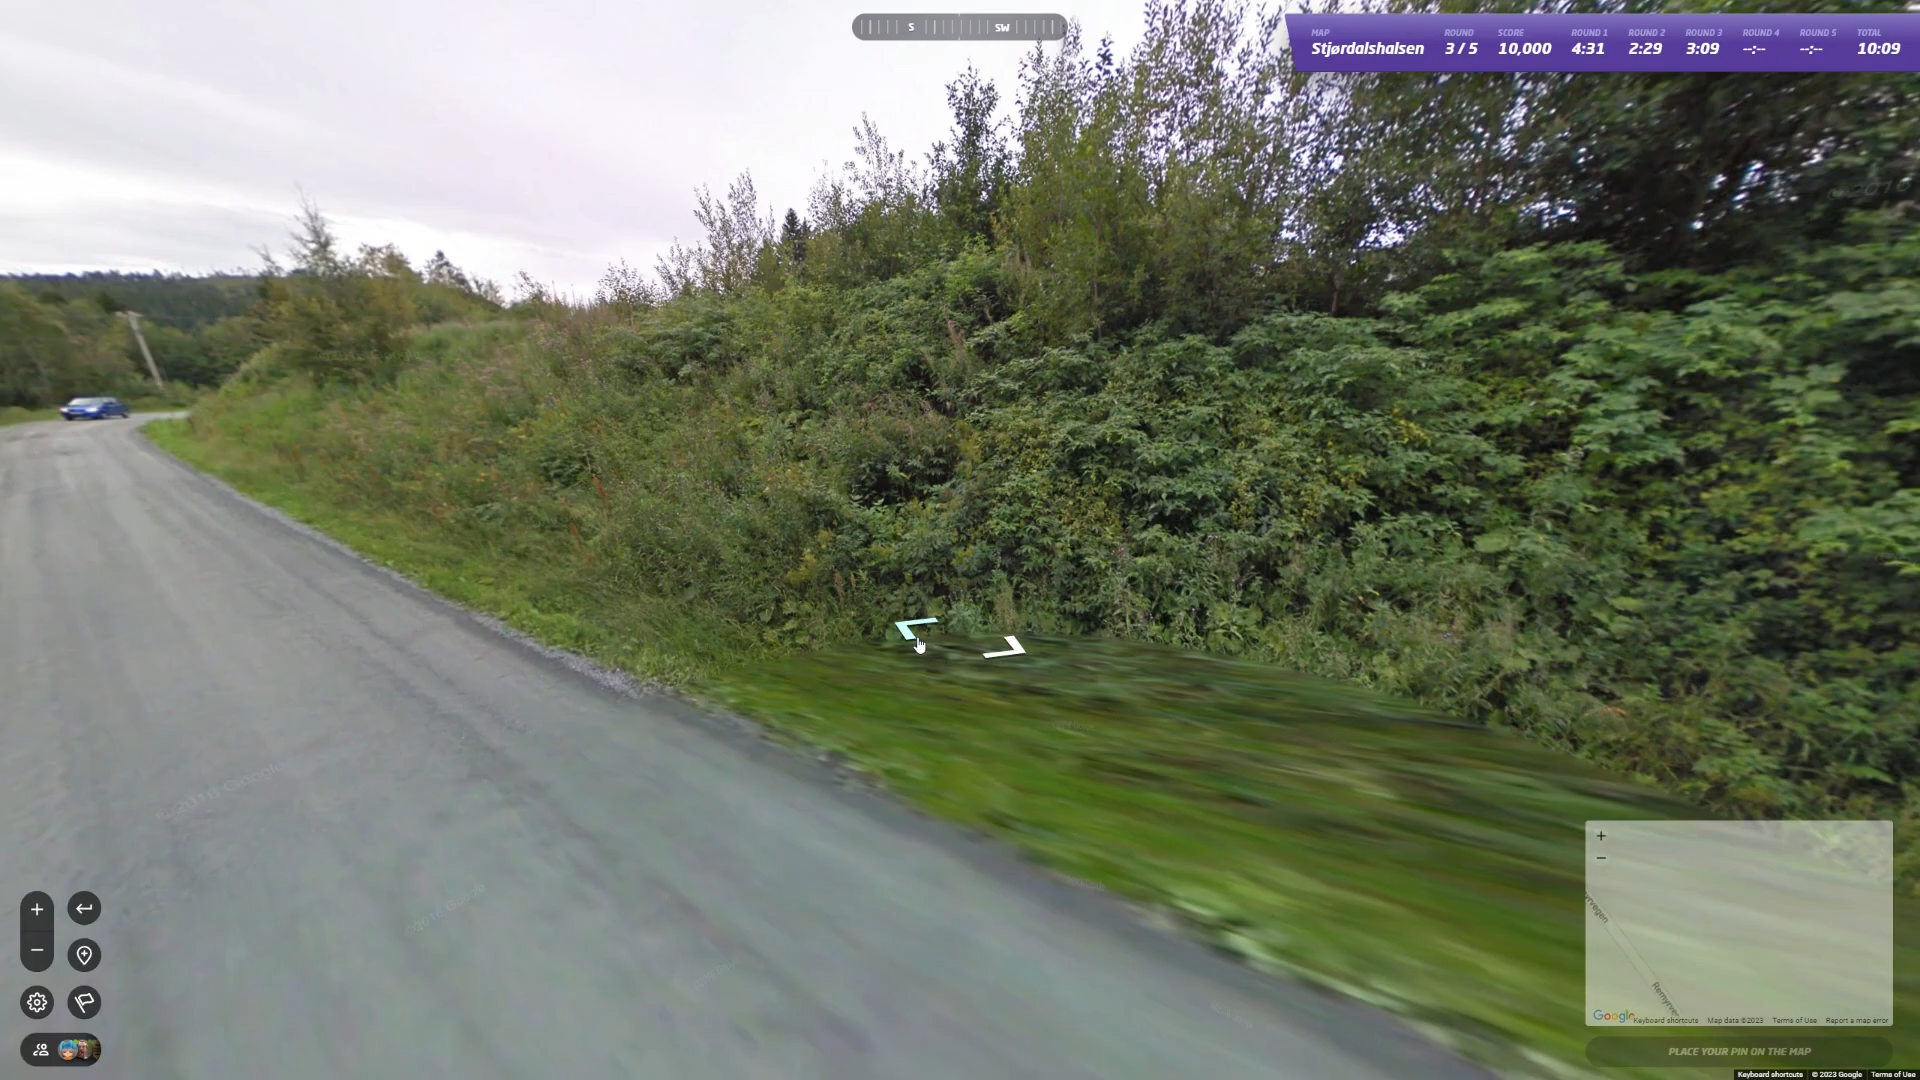 S SW
MAP ROUND SCORE ROUND 1 ROUND 2 ROUND 3 ROUND 4 ROUND 5 TOTAL
Stjørdalshalsen 3 / 5 10,000 4:31 2:29 3:09 --:-- --:-- 10:09
© 2016 Google
+
−
+
−
Google Keyboard shortcuts Map data ©2023 Terms of Use Report a map error
PLACE YOUR PIN ON THE MAP
Keyboard shortcuts © 2023 Google Terms of Use